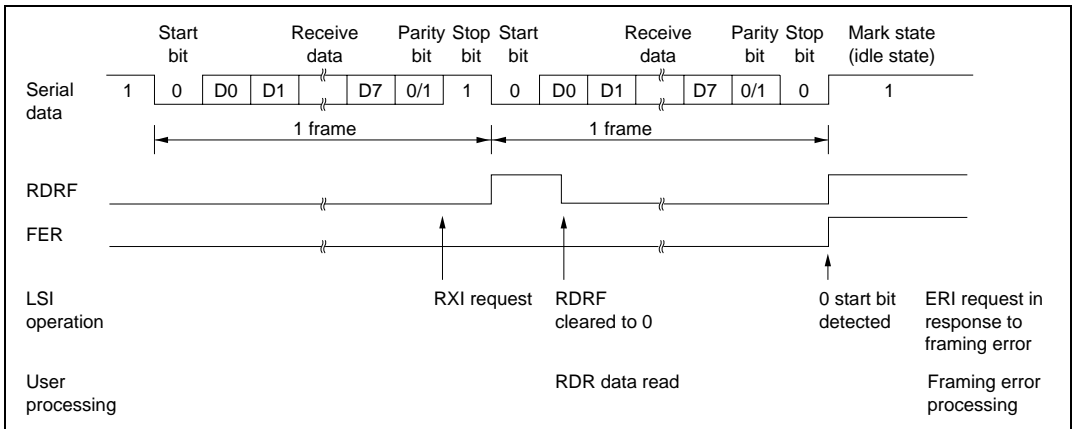 Start bit Receive data Parity bit Stop bit Start bit Receive data Parity bit Stop bit Mark state (idle state)
Serial data 1 0 D0 D1 D7 0/1 1 0 D0 D1 D7 0/1 0 1
1 frame 1 frame
RDRF
FER
LSI operation RXI request RDRF cleared to 0 0 start bit detected ERI request in response to framing error
User processing RDR data read Framing error processing